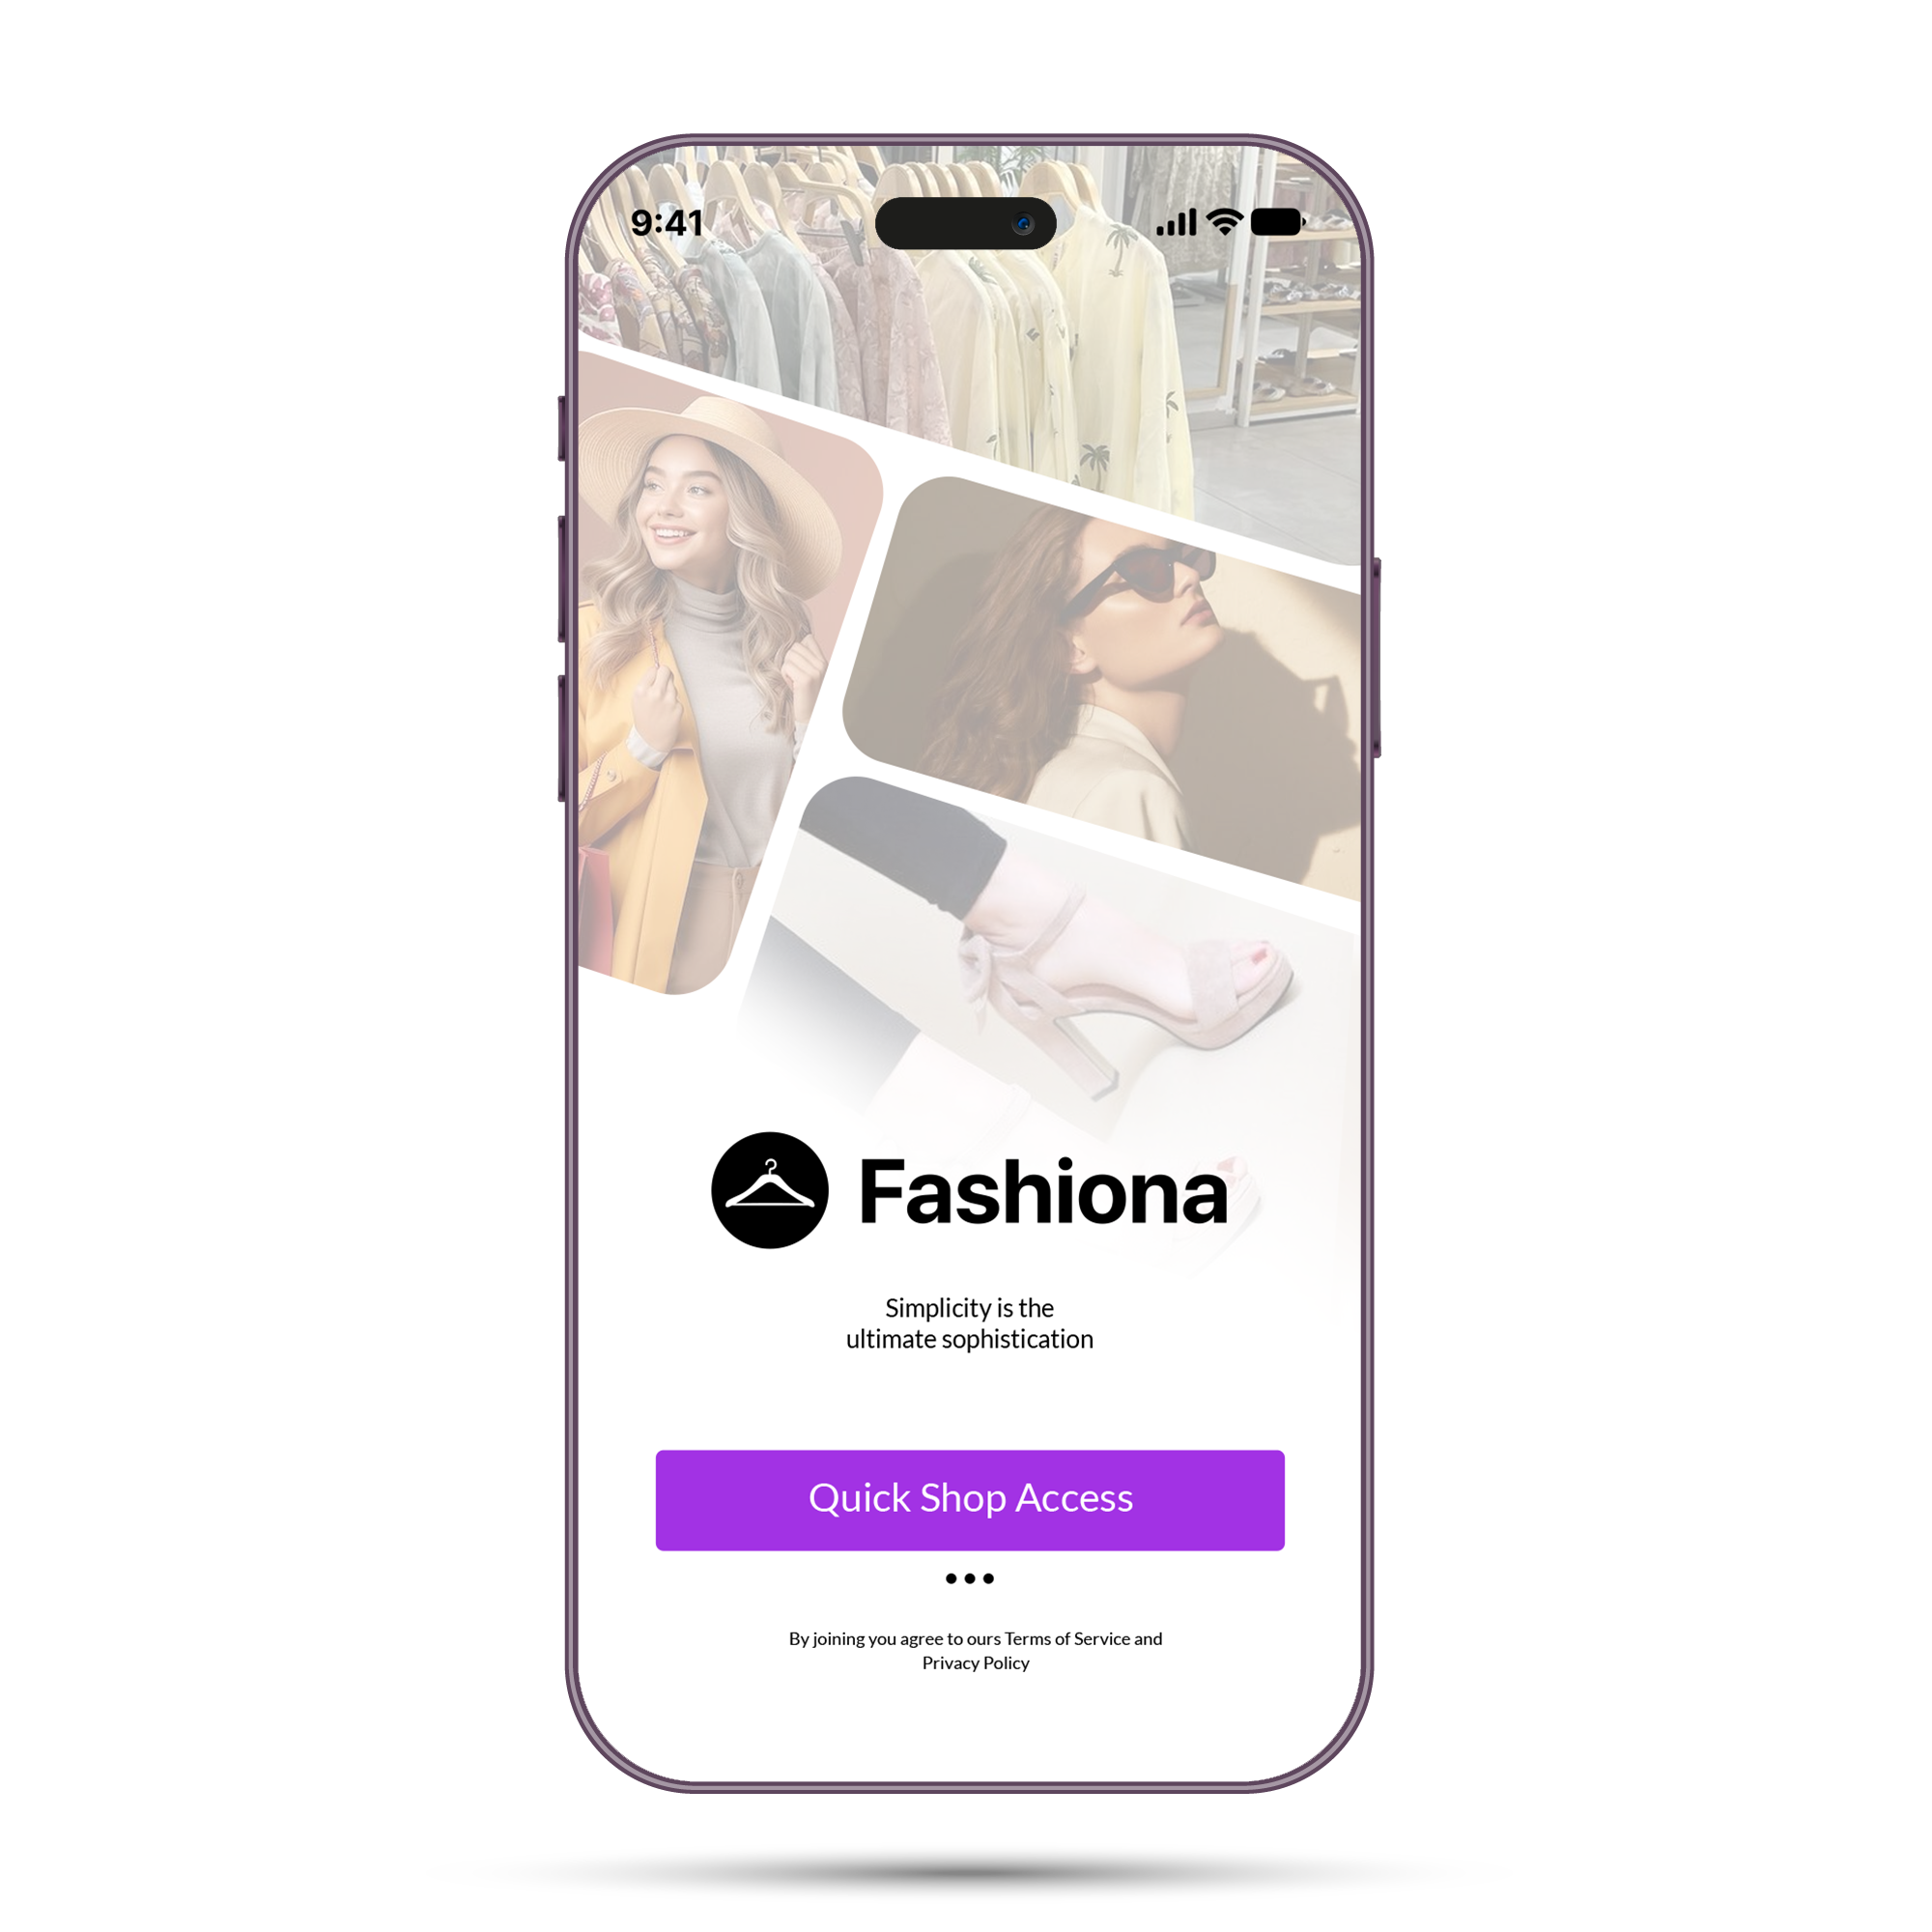 9:41
Fashiona
Simplicity is the
ultimate sophistication
Quick Shop Access
By joining you agree to ours Terms of Service and
Privacy Policy